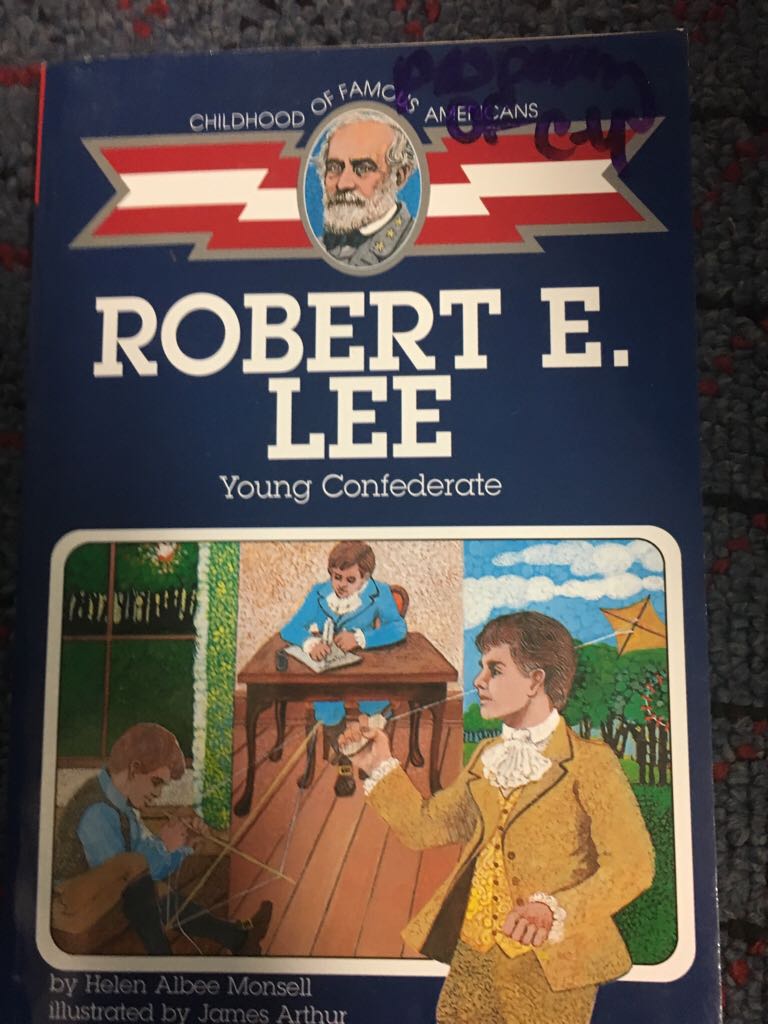 CHILDHOOD OF FAMOUS AMERICANS
ROBERT E.
LEE
Young Confederate
by Helen Albee Monsell
illustrated by James Arthur